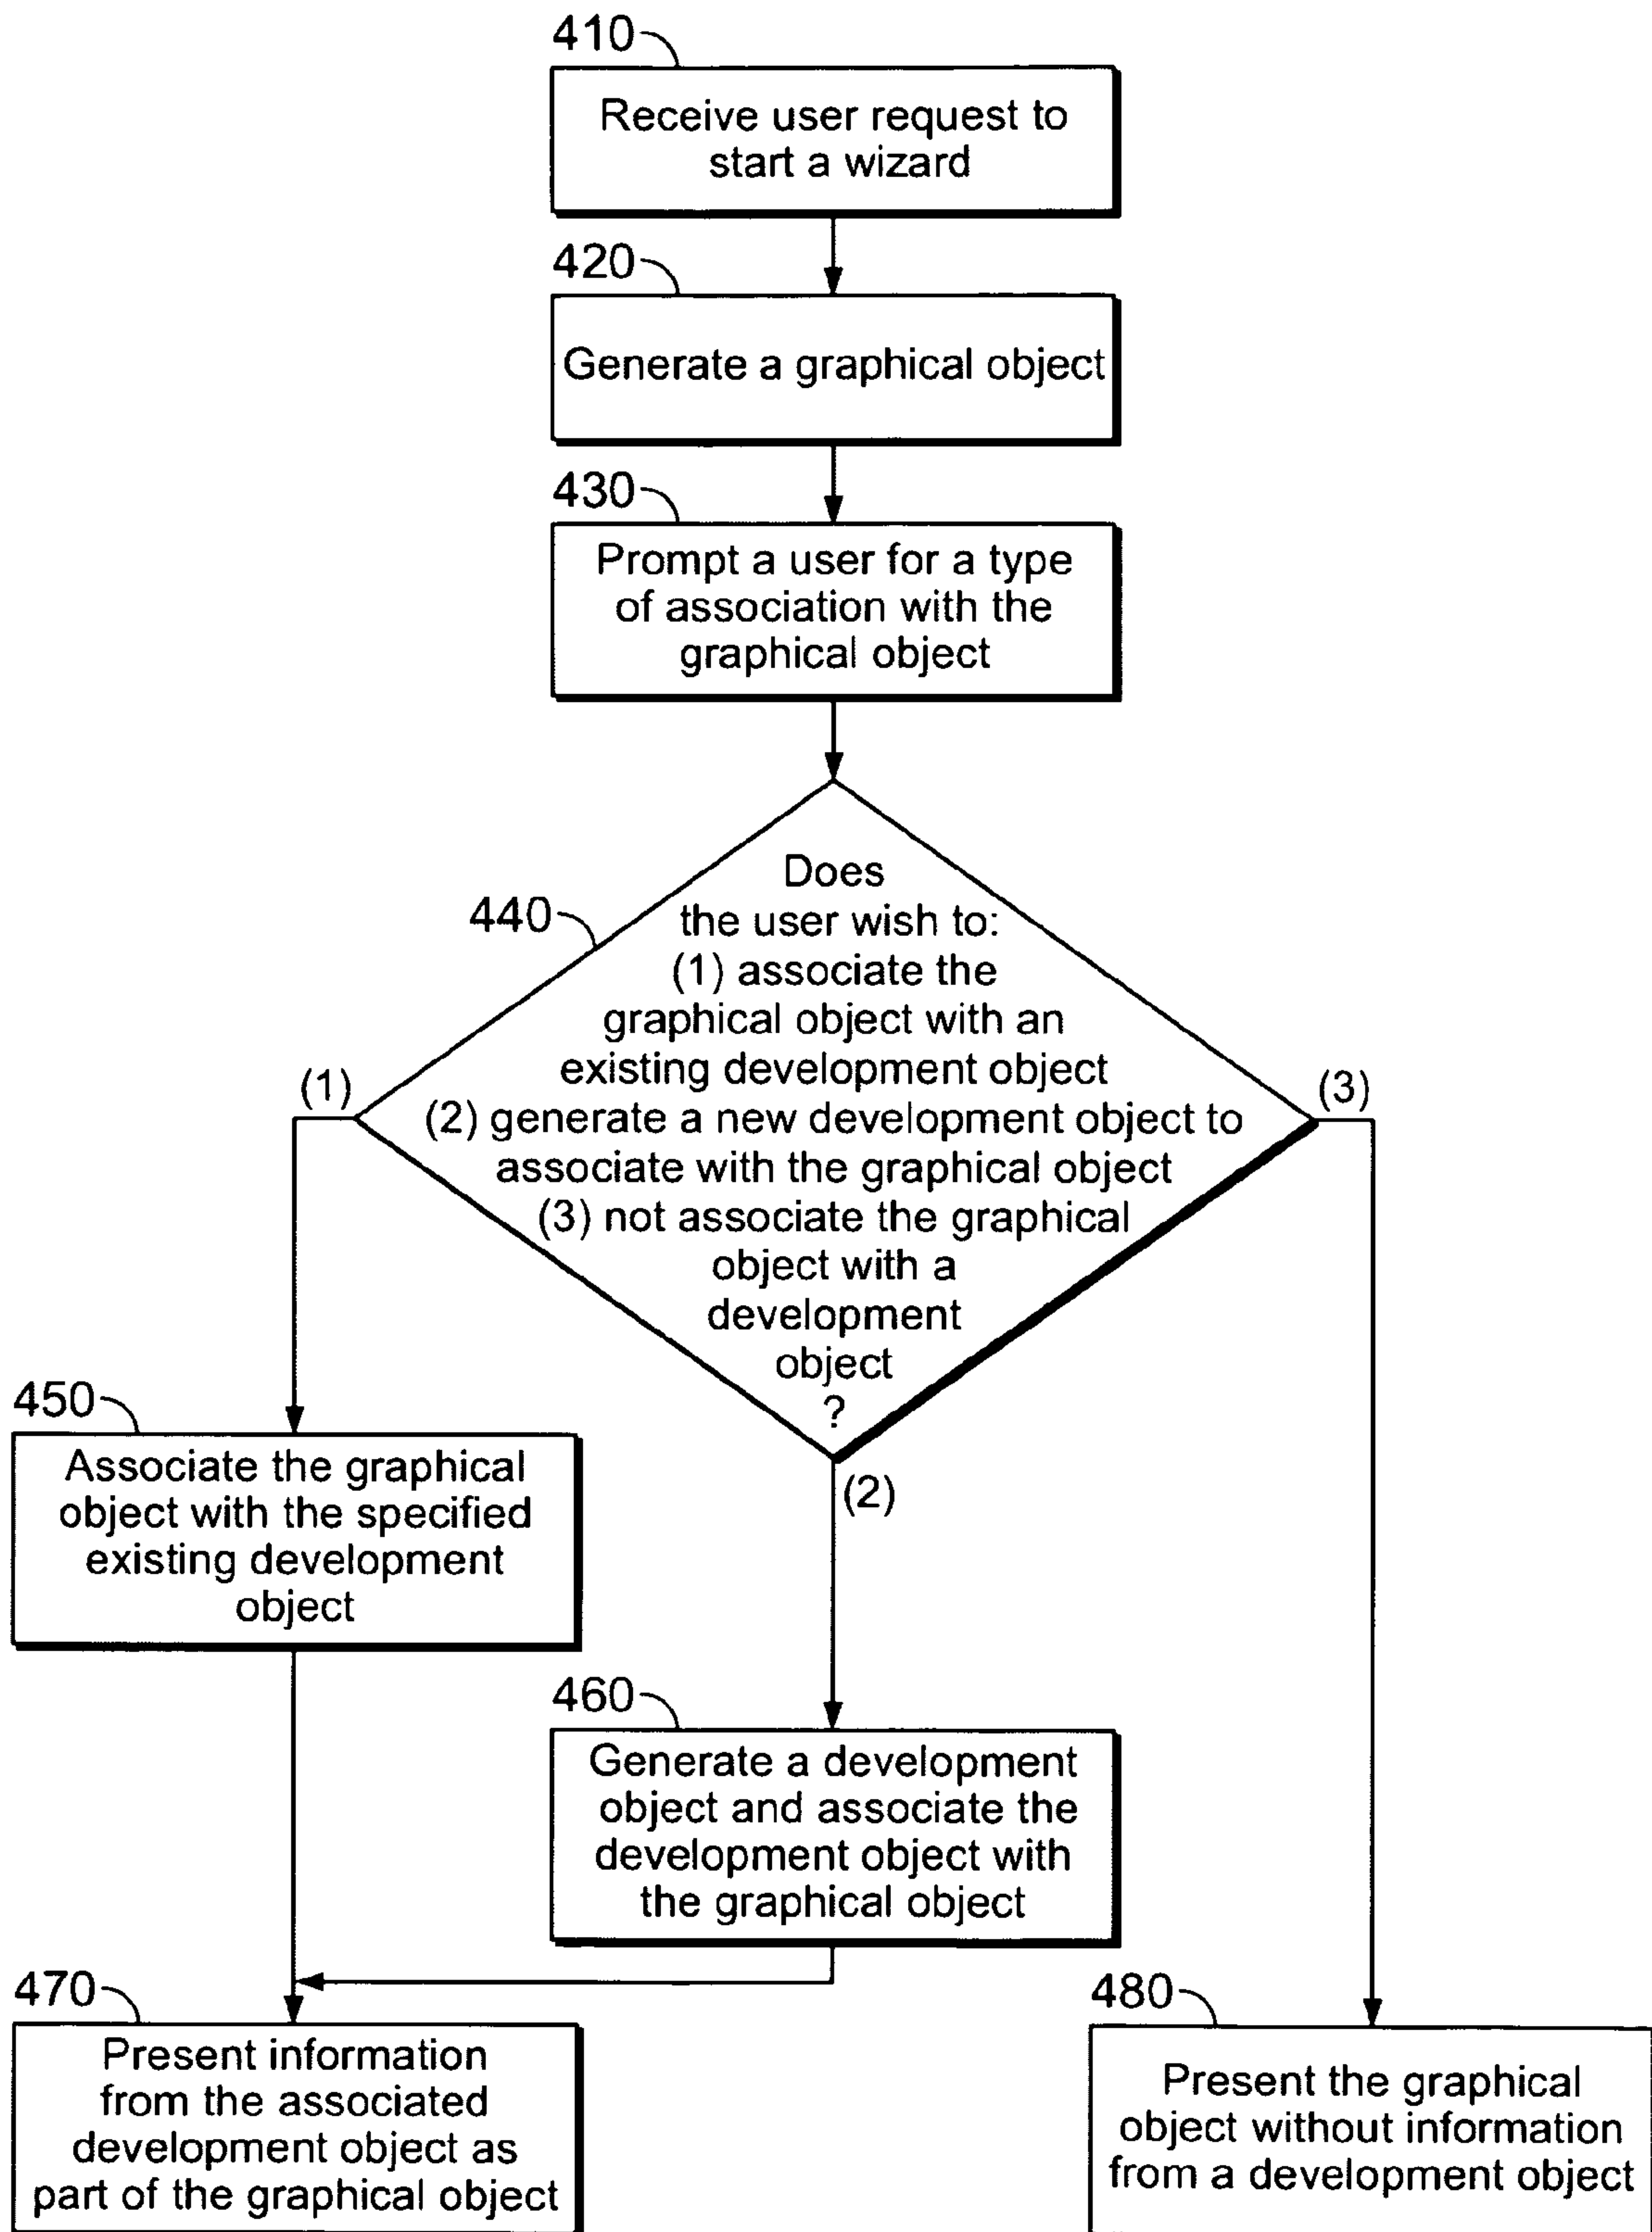 410
Receive user request to
start a wizard
420
Generate a graphical object
430
Prompt a user for a type
of association with the
graphical object
440
Does
the user wish to:
(1) associate the
graphical object with an
existing development object
(2) generate a new development object to
associate with the graphical object
(3) not associate the graphical
object with a
development
object
?
(1)
(3)
(2)
450
Associate the graphical
object with the specified
existing development
object
460
Generate a development
object and associate the
development object with
the graphical object
470
Present information
from the associated
development object as
part of the graphical object
480
Present the graphical
object without information
from a development object